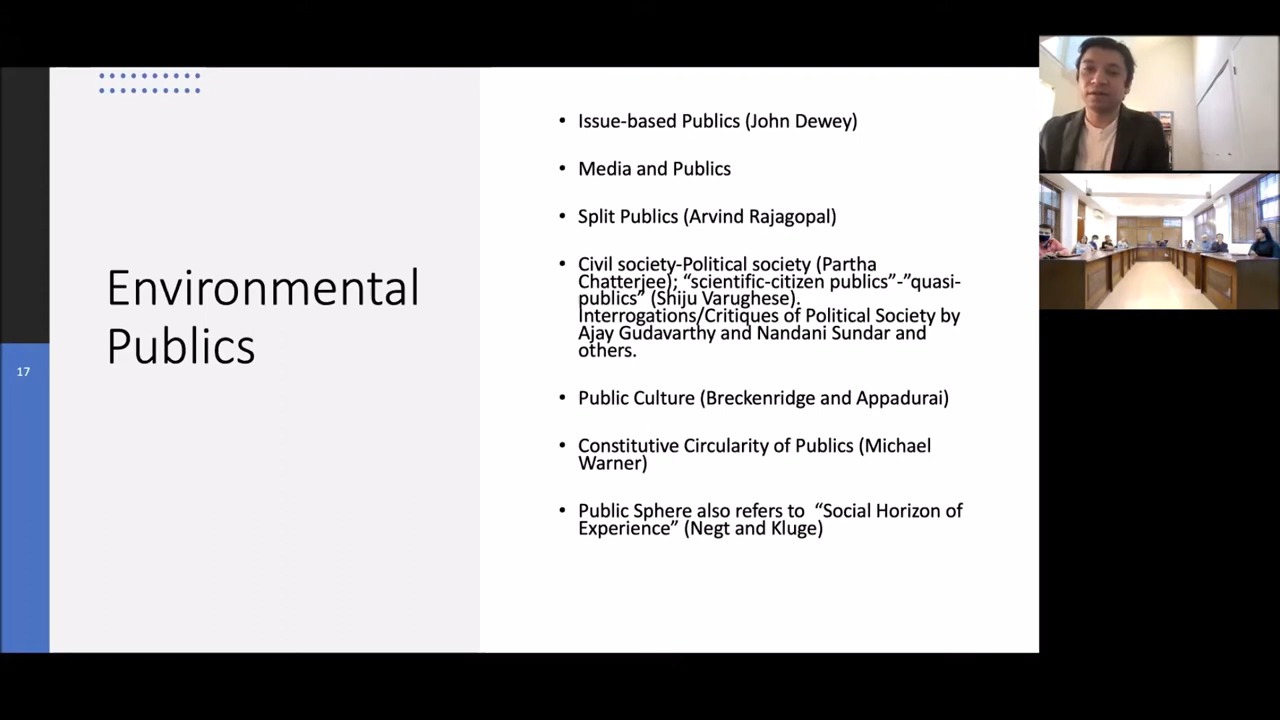 Environmental
Publics
17
• Issue-based Publics (John Dewey)
• Media and Publics
• Split Publics (Arvind Rajagopal)
• Civil society-Political society (Partha
Chatterjee); “scientific-citizen publics”-”quasi-
publics” (Shiju Varughese).
Interrogations/Critiques of Political Society by
Ajay Gudavarthy and Nandani Sundar and
others.
• Public Culture (Breckenridge and Appadurai)
• Constitutive Circularity of Publics (Michael
Warner)
• Public Sphere also refers to “Social Horizon of
Experience” (Negt and Kluge)